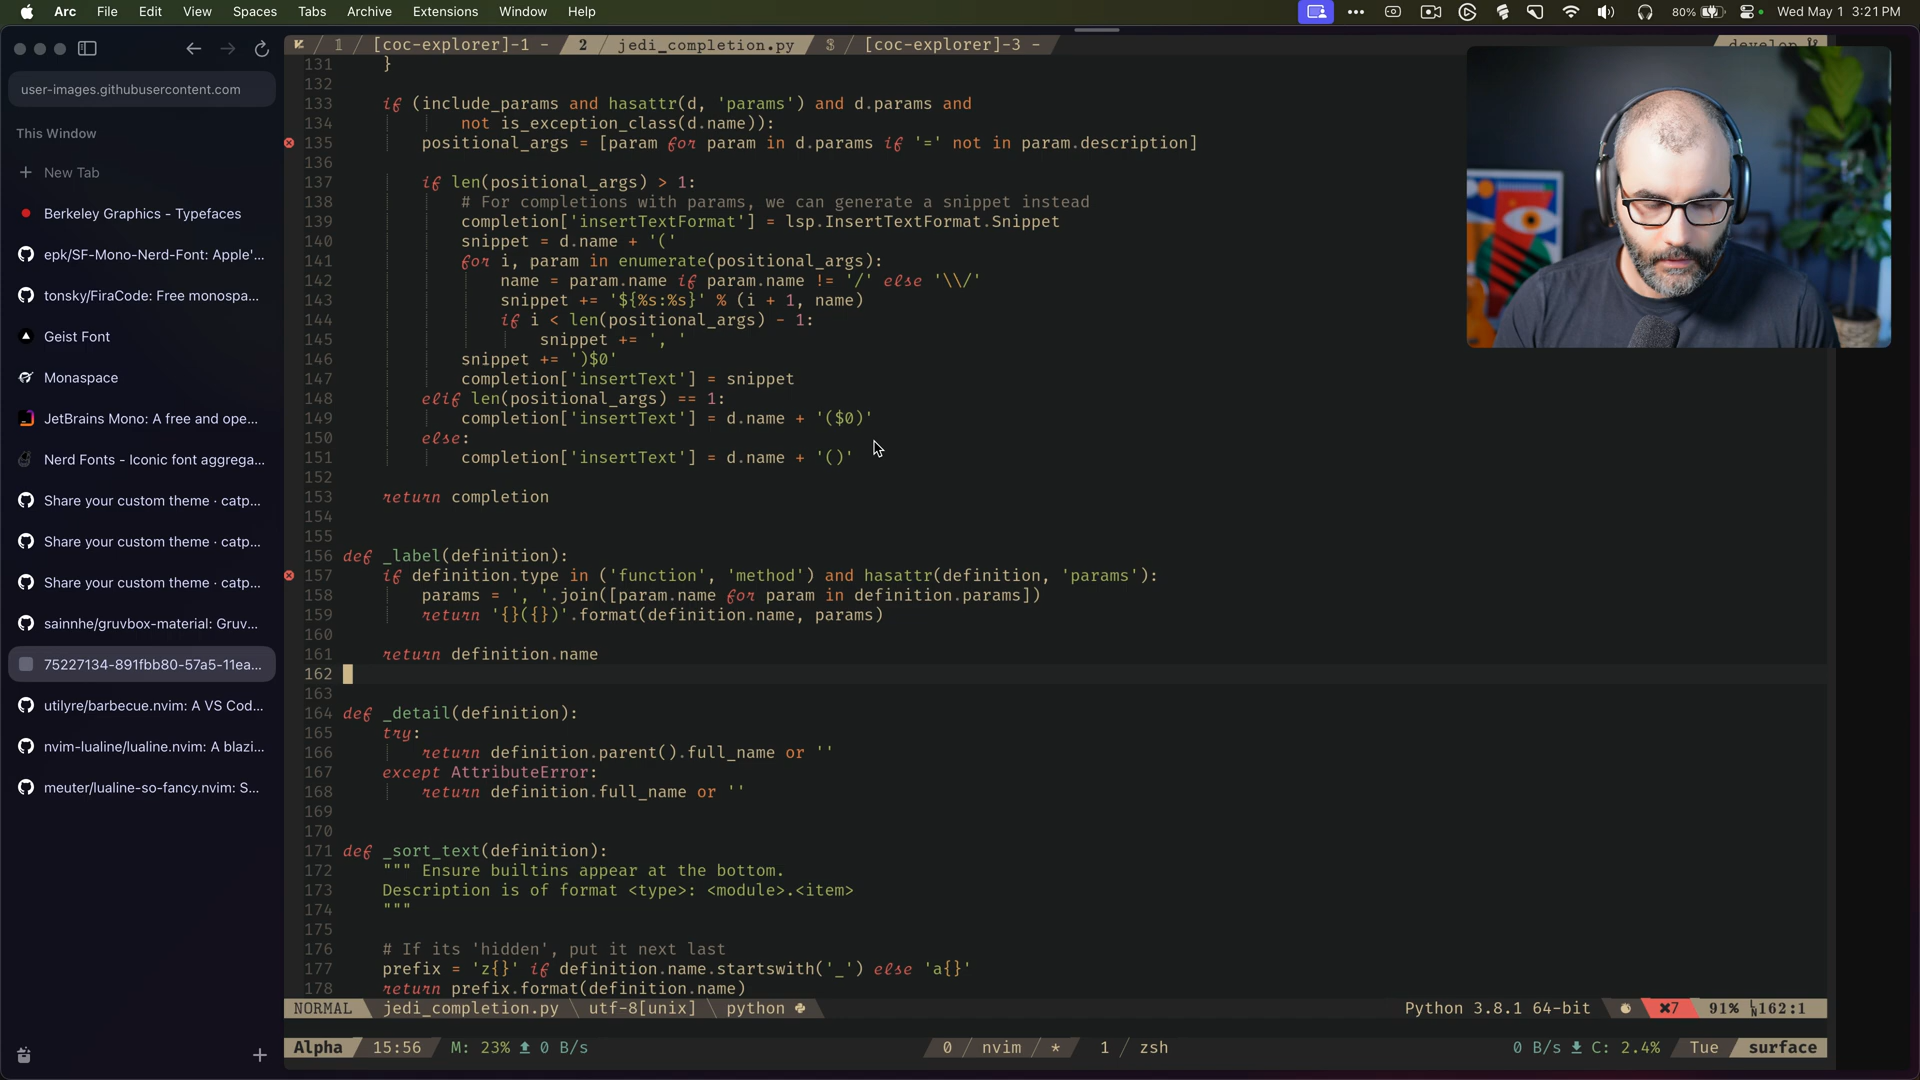 Arc File Edit View Spaces Tabs Archive Extensions Window Help 80% Wed May 1 3:21 PM
user-images.githubusercontent.com
This Window
New Tab
Berkeley Graphics - Typefaces
epk/SF-Mono-Nerd-Font: Apple'...
tonsky/FiraCode: Free monospa...
Geist Font
Monaspace
JetBrains Mono: A free and ope...
Nerd Fonts - Iconic font aggrega...
Share your custom theme · catp...
Share your custom theme · catp...
Share your custom theme · catp...
sainnhe/gruvbox-material: Gruv...
75227134-891fbb80-57a5-11ea...
utilyre/barbecue.nvim: A VS Cod...
nvim-lualine/lualine.nvim: A blazi...
meuter/lualine-so-fancy.nvim: S...
1 [coc-explorer]-1 - 2 jedi_completion.py 3 [coc-explorer]-3 - develop
131 }
132
133 if (include_params and hasattr(d, 'params') and d.params and
134 not is_exception_class(d.name)):
135 positional_args = [param for param in d.params if '=' not in param.description]
136
137 if len(positional_args) > 1:
138 # For completions with params, we can generate a snippet instead
139 completion['insertTextFormat'] = lsp.InsertTextFormat.Snippet
140 snippet = d.name + '('
141 for i, param in enumerate(positional_args):
142 name = param.name if param.name != '/' else '\\/'
143 snippet += '${%s:%s}' % (i + 1, name)
144 if i < len(positional_args) - 1:
145 snippet += ', '
146 snippet += ')$0'
147 completion['insertText'] = snippet
148 elif len(positional_args) == 1:
149 completion['insertText'] = d.name + '($0)'
150 else:
151 completion['insertText'] = d.name + '()'
152
153 return completion
154
155
156 def _label(definition):
157 if definition.type in ('function', 'method') and hasattr(definition, 'params'):
158 params = ', '.join([param.name for param in definition.params])
159 return '{}({})'.format(definition.name, params)
160
161 return definition.name
162
163
164 def _detail(definition):
165 try:
166 return definition.parent().full_name or ''
167 except AttributeError:
168 return definition.full_name or ''
169
170
171 def _sort_text(definition):
172 """ Ensure builtins appear at the bottom.
173 Description is of format <type>: <module>.<item>
174 """
175
176 # If its 'hidden', put it next last
177 prefix = 'z{}' if definition.name.startswith('_') else 'a{}'
178 return prefix.format(definition.name)
NORMAL jedi_completion.py utf-8[unix] python Python 3.8.1 64-bit ✖7 91% 162:1
Alpha 15:56 M: 23% 0 B/s 0 / nvim / * 1 / zsh 0 B/s C: 2.4% Tue surface